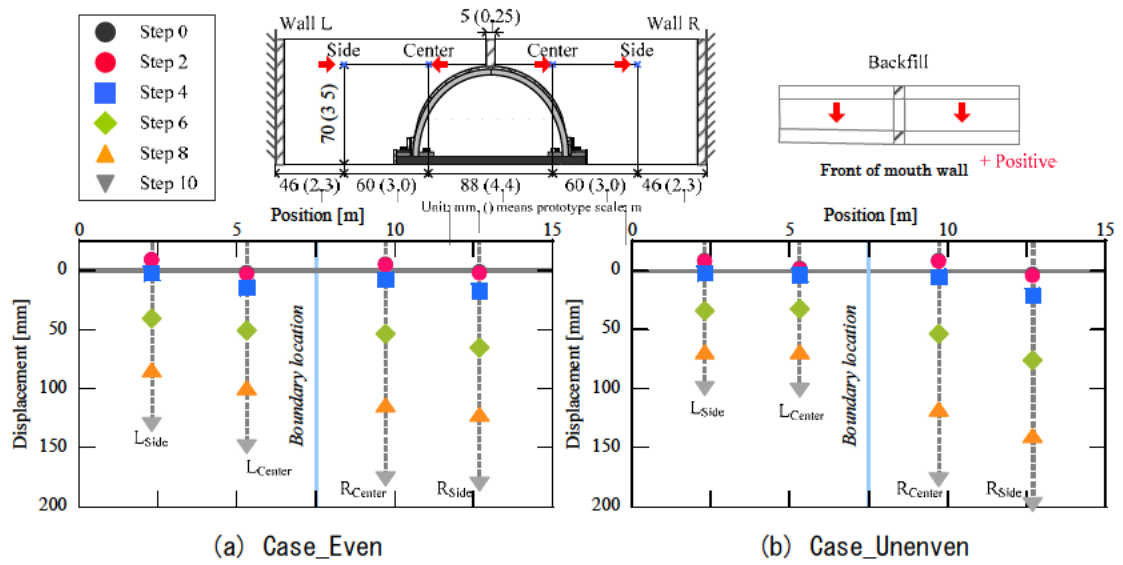 Step 0
Step 2
Step 4
Step 6
Step 8
Step 10
5 (0.25)
Wall L
Wall R
Side
Center
Center
Side
70 (3 5)
46 (2.3)
60 (3.0)
88 (4.4)
60 (3.0)
46 (2.3)
Unit: mm, () means prototype scale: m
Backfill
Front of mouth wall
+ Positive
Position [m]
0
5
10
15
Displacement [mm]
0
50
100
150
200
Boundary location
LSide
LCenter
RCenter
RSide
(a) Case_Even
Position [m]
0
5
10
15
Displacement [mm]
0
50
100
150
200
Boundary location
LSide
LCenter
RCenter
RSide
(b) Case_Unenven